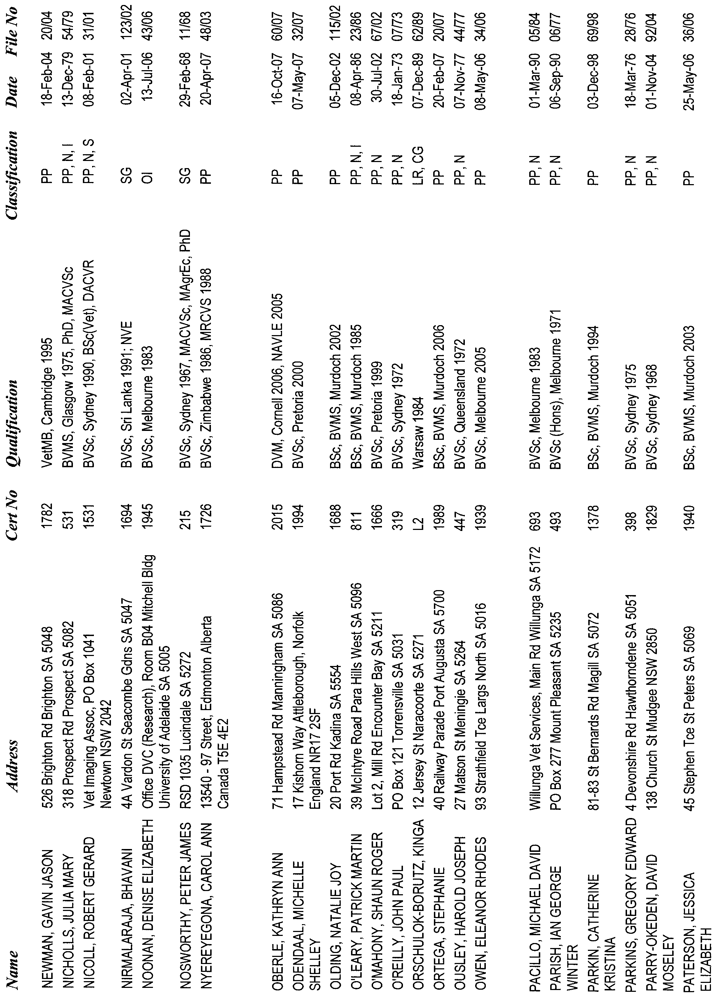 Name Address Cert No Qualification Classification Date File No
NEWMAN, GAVIN JASON 526 Brighton Rd Brighton SA 5048 1782 VetMB, Cambridge 1995 PP 18-Feb-04 20/04
NICHOLLS, JULIA MARY 318 Prospect Rd Prospect SA 5082 531 BVMS, Glasgow 1975, PhD, MACVSc PP, N, I 13-Dec-79 54/79
NICOLL, ROBERT GERARD Vet Imaging Assoc, PO Box 1041 1531 BVSc, Sydney 1990, BSc(Vet), DACVR PP, N, S 08-Feb-01 31/01
Newtown NSW 2042
NIRMALARAJA, BHAVANI 4A Vardon St Seacombe Gdns SA 5047 1694 BVSc, Sri Lanka 1991; NVE SG 02-Apr-01 123/02
NOONAN, DENISE ELIZABETH Office DVC (Research), Room B04 Mitchell Bldg 1945 BVSc, Melbourne 1983 OI 13-Jul-06 43/06
University of Adelaide SA 5005
NOSWORTHY, PETER JAMES RSD 1035 Lucindale SA 5272 215 BVSc, Sydney 1967, MACVSc, MAgrEc, PhD SG 29-Feb-68 11/68
NYEREYEGONA, CAROL ANN 13540 - 97 Street, Edmonton Alberta 1726 BVSc, Zimbabwe 1986, MRCVS 1988 PP 20-Apr-07 48/03
Canada T5E 4E2
OBERLE, KATHRYN ANN 71 Hampstead Rd Manningham SA 5086 2015 DVM, Cornell 2006, NAVLE 2005 PP 16-Oct-07 60/07
ODENDAAL, MICHELLE 17 Kishorn Way Attleborough, Norfolk 1994 BVSc, Pretoria 2000 PP 07-May-07 32/07
SHELLEY England NR17 2SF
OLDING, NATALIE JOY 20 Port Rd Kadina SA 5554 1688 BSc, BVMS, Murdoch 2002 PP 05-Dec-02 115/02
O'LEARY, PATRICK MARTIN 39 McIntyre Road Para Hills West SA 5096 811 BSc, BVMS, Murdoch 1985 PP, N, I 08-Apr-86 23/86
O'MAHONY, SHAUN ROGER Lot 2, Mill Rd Encounter Bay SA 5211 1666 BVSc, Pretoria 1999 PP, N 30-Jul-02 67/02
O'REILLY, JOHN PAUL PO Box 121 Torrensville SA 5031 319 BVSc, Sydney 1972 PP, N 18-Jan-73 07/73
ORSCHULOK-BORUTZ, KINGA 12 Jersey St Naracoorte SA 5271 L2 Warsaw 1984 LR, CG 07-Dec-89 62/89
ORTEGA, STEPHANIE 40 Railway Parade Port Augusta SA 5700 1989 BSc, BVMS, Murdoch 2006 PP 20-Feb-07 20/07
OUSLEY, HAROLD JOSEPH 27 Matson St Meningie SA 5264 447 BVSc, Queensland 1972 PP, N 07-Nov-77 44/77
OWEN, ELEANOR RHODES 93 Strathfield Tce Largs North SA 5016 1939 BVSc, Melbourne 2005 PP 08-May-06 34/06
PACILLO, MICHAEL DAVID Willunga Vet Services, Main Rd Willunga SA 5172 693 BVSc, Melbourne 1983 PP, N 01-Mar-90 05/84
PARISH, IAN GEORGE PO Box 277 Mount Pleasant SA 5235 493 BVSc (Hons), Melbourne 1971 PP, N 06-Sep-90 06/77
WINTER
PARKIN, CATHERINE 81-83 St Bernards Rd Magill SA 5072 1378 BSc, BVMS, Murdoch 1994 PP 03-Dec-98 69/98
KRISTINA
PARKINS, GREGORY EDWARD 4 Devonshire Rd Hawthorndene SA 5051 398 BVSc, Sydney 1975 PP, N 18-Mar-76 28/76
PARRY-OKEDEN, DAVID 138 Church St Mudgee NSW 2850 1829 BVSc, Sydney 1968 PP, N 01-Nov-04 92/04
MOSELEY
PATERSON, JESSICA 45 Stephen Tce St Peters SA 5069 1940 BSc, BVMS, Murdoch 2003 PP 25-May-06 36/06
ELIZABETH